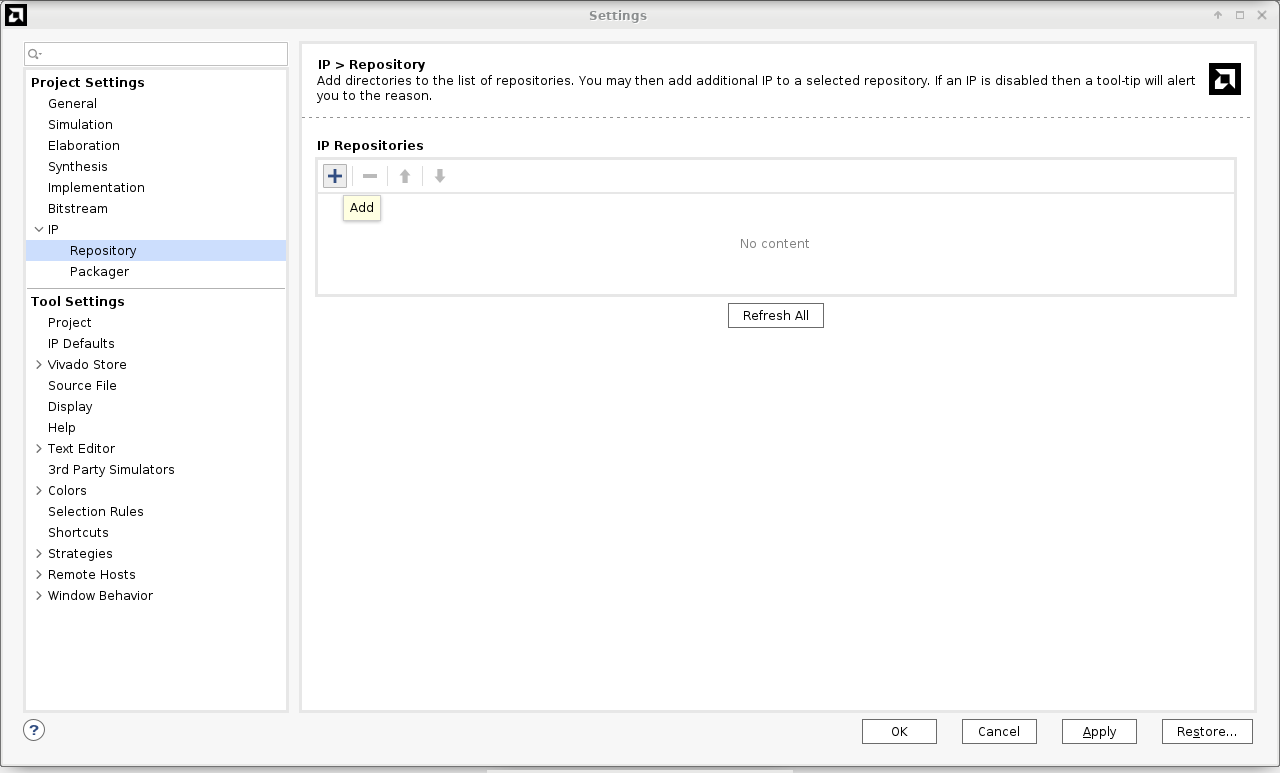 Settings
Project Settings
General
Simulation
Elaboration
Synthesis
Implementation
Bitstream
IP
Repository
Packager
Tool Settings
Project
IP Defaults
Vivado Store
Source File
Display
Help
Text Editor
3rd Party Simulators
Colors
Selection Rules
Shortcuts
Strategies
Remote Hosts
Window Behavior
IP > Repository
Add directories to the list of repositories. You may then add additional IP to a selected repository. If an IP is disabled then a tool-tip will alert
you to the reason.
IP Repositories
Add
No content
Refresh All
?
OK
Cancel
Apply
Restore...